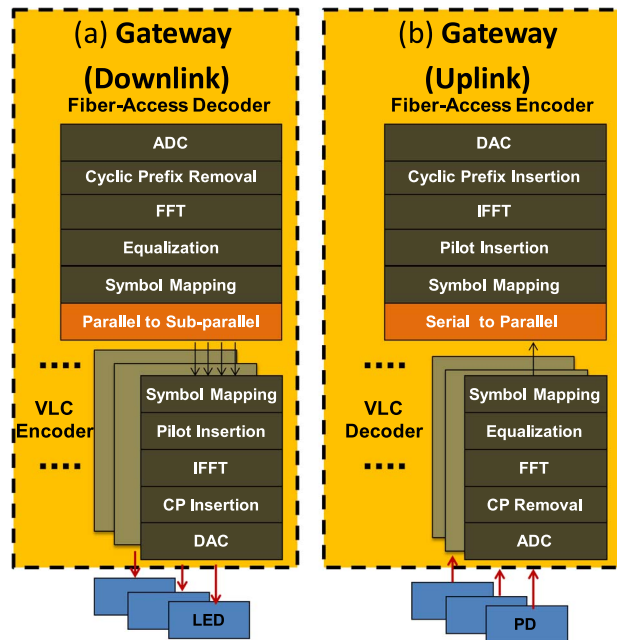 (a) Gateway
(Downlink)
Fiber-Access Decoder
ADC
Cyclic Prefix Removal
FFT
Equalization
Symbol Mapping
Parallel to Sub-parallel
VLC
Encoder
Symbol Mapping
Pilot Insertion
IFFT
CP Insertion
DAC
LED
(b) Gateway
(Uplink)
Fiber-Access Encoder
DAC
Cyclic Prefix Insertion
IFFT
Pilot Insertion
Symbol Mapping
Serial to Parallel
VLC
Decoder
Symbol Mapping
Equalization
FFT
CP Removal
ADC
PD